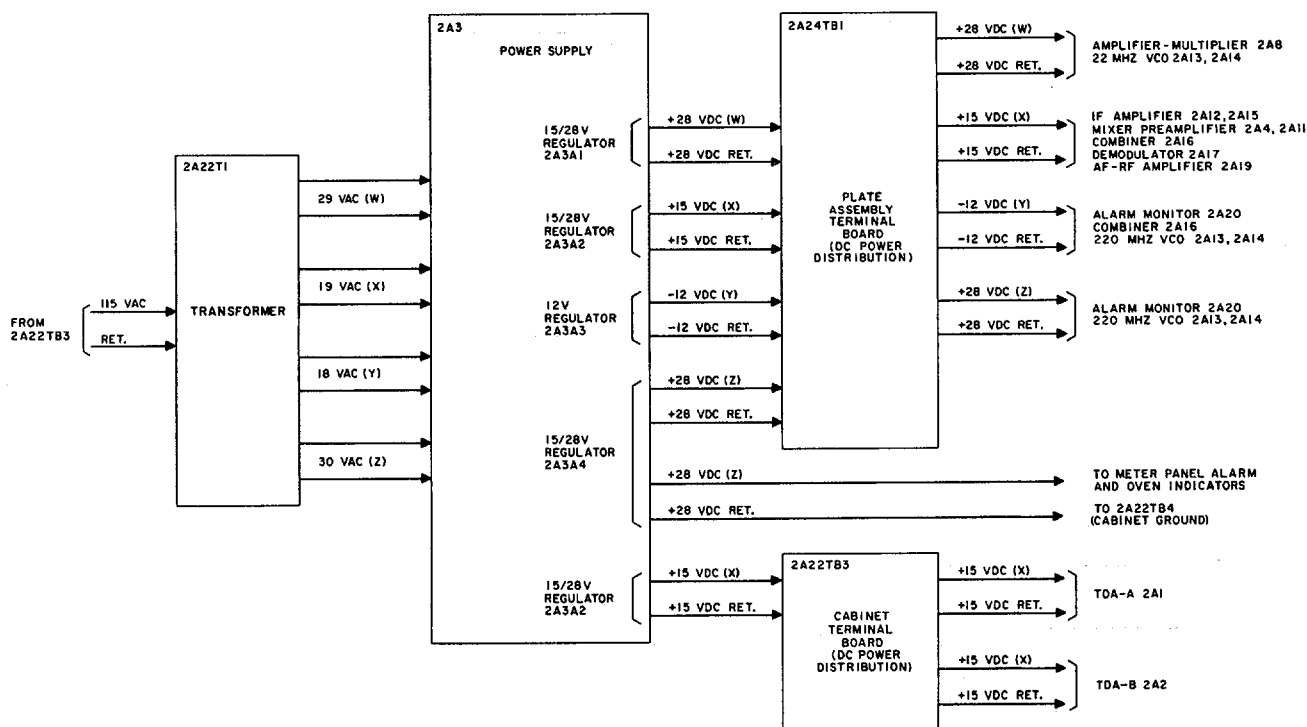 FROM
2A22TB3
115 VAC
RET.
2A22T1
TRANSFORMER
29 VAC (W)
19 VAC (X)
18 VAC (Y)
30 VAC (Z)
2A3
POWER SUPPLY
15/28V
REGULATOR
2A3A1
15/28V
REGULATOR
2A3A2
12V
REGULATOR
2A3A3
15/28V
REGULATOR
2A3A4
15/28V
REGULATOR
2A3A2
+28 VDC (W)
+28 VDC RET.
+15 VDC (X)
+15 VDC RET.
-12 VDC (Y)
-12 VDC RET.
+28 VDC (Z)
+28 VDC RET.
+28 VDC (Z)
+28 VDC RET.
+15 VDC (X)
+15 VDC RET.
2A24TB1
PLATE
ASSEMBLY
TERMINAL
BOARD
(DC POWER
DISTRIBUTION)
+28 VDC (W)
+28 VDC RET.
AMPLIFIER-MULTIPLIER 2A8
22 MHZ VCO 2A13, 2A14
+15 VDC (X)
+15 VDC RET.
IF AMPLIFIER 2A12, 2A15
MIXER PREAMPLIFIER 2A4, 2A11
COMBINER 2A16
DEMODULATOR 2A17
AF-RF AMPLIFIER 2A19
-12 VDC (Y)
-12 VDC RET.
ALARM MONITOR 2A20
COMBINER 2A16
220 MHZ VCO 2A13, 2A14
+28 VDC (Z)
+28 VDC RET.
ALARM MONITOR 2A20
220 MHZ VCO 2A13, 2A14
TO METER PANEL ALARM
AND OVEN INDICATORS
TO 2A22TB4
(CABINET GROUND)
2A22TB3
CABINET
TERMINAL
BOARD
(DC POWER
DISTRIBUTION)
+15 VDC (X)
+15 VDC RET.
TDA-A 2A1
+15 VDC (X)
+15 VDC RET.
TDA-B 2A2